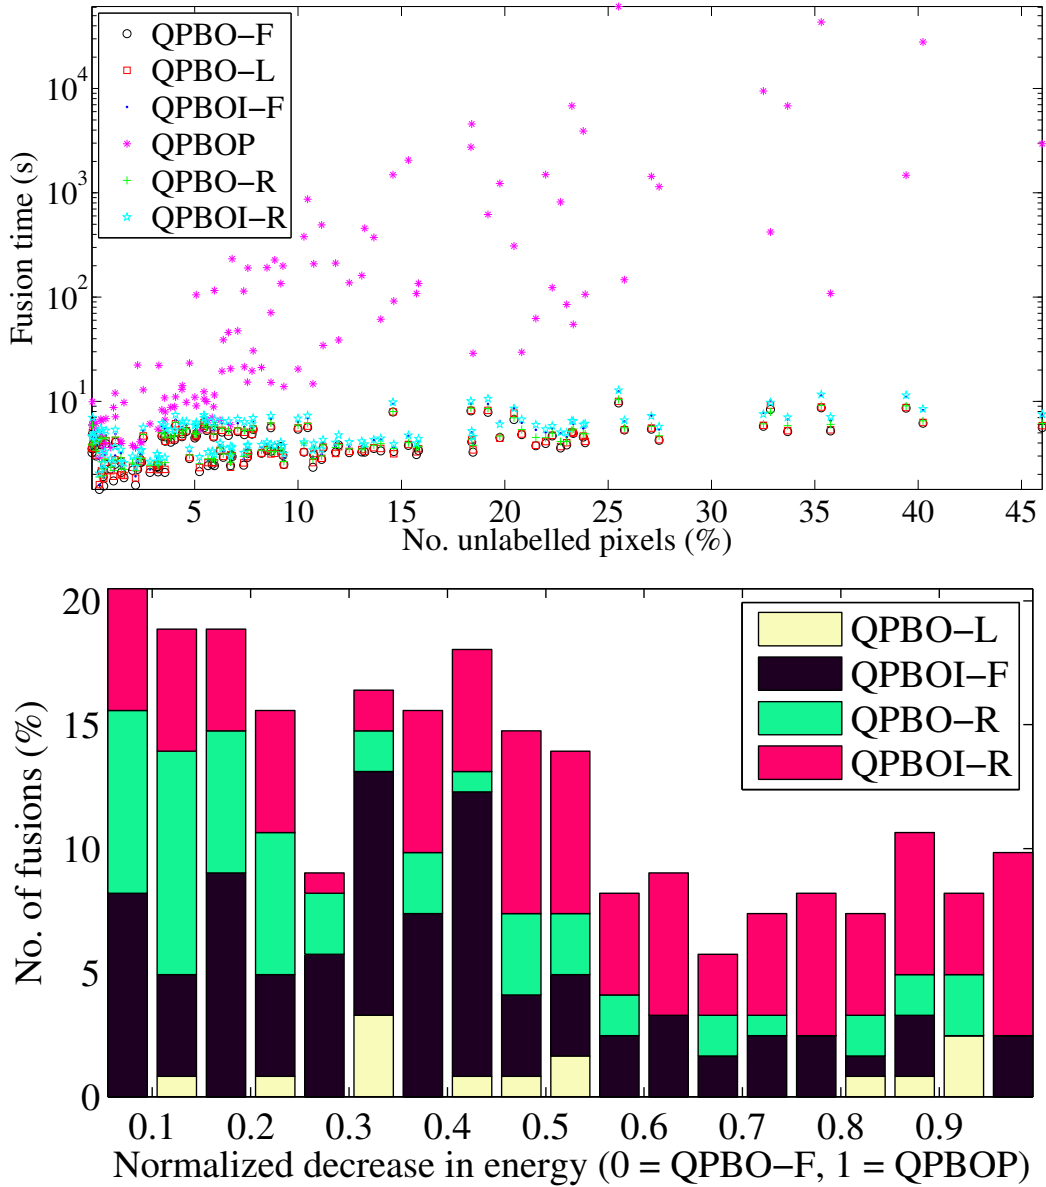 QPBO−F
QPBO−L
QPBOI−F
QPBOP
QPBO−R
QPBOI−R
10^4
10^3
10^2
10^1
Fusion time (s)
5 10 15 20 25 30 35 40 45
No. unlabelled pixels (%)
QPBO−L
QPBOI−F
QPBO−R
QPBOI−R
20
15
10
5
0
No. of fusions (%)
0.1 0.2 0.3 0.4 0.5 0.6 0.7 0.8 0.9
Normalized decrease in energy (0 = QPBO−F, 1 = QPBOP)